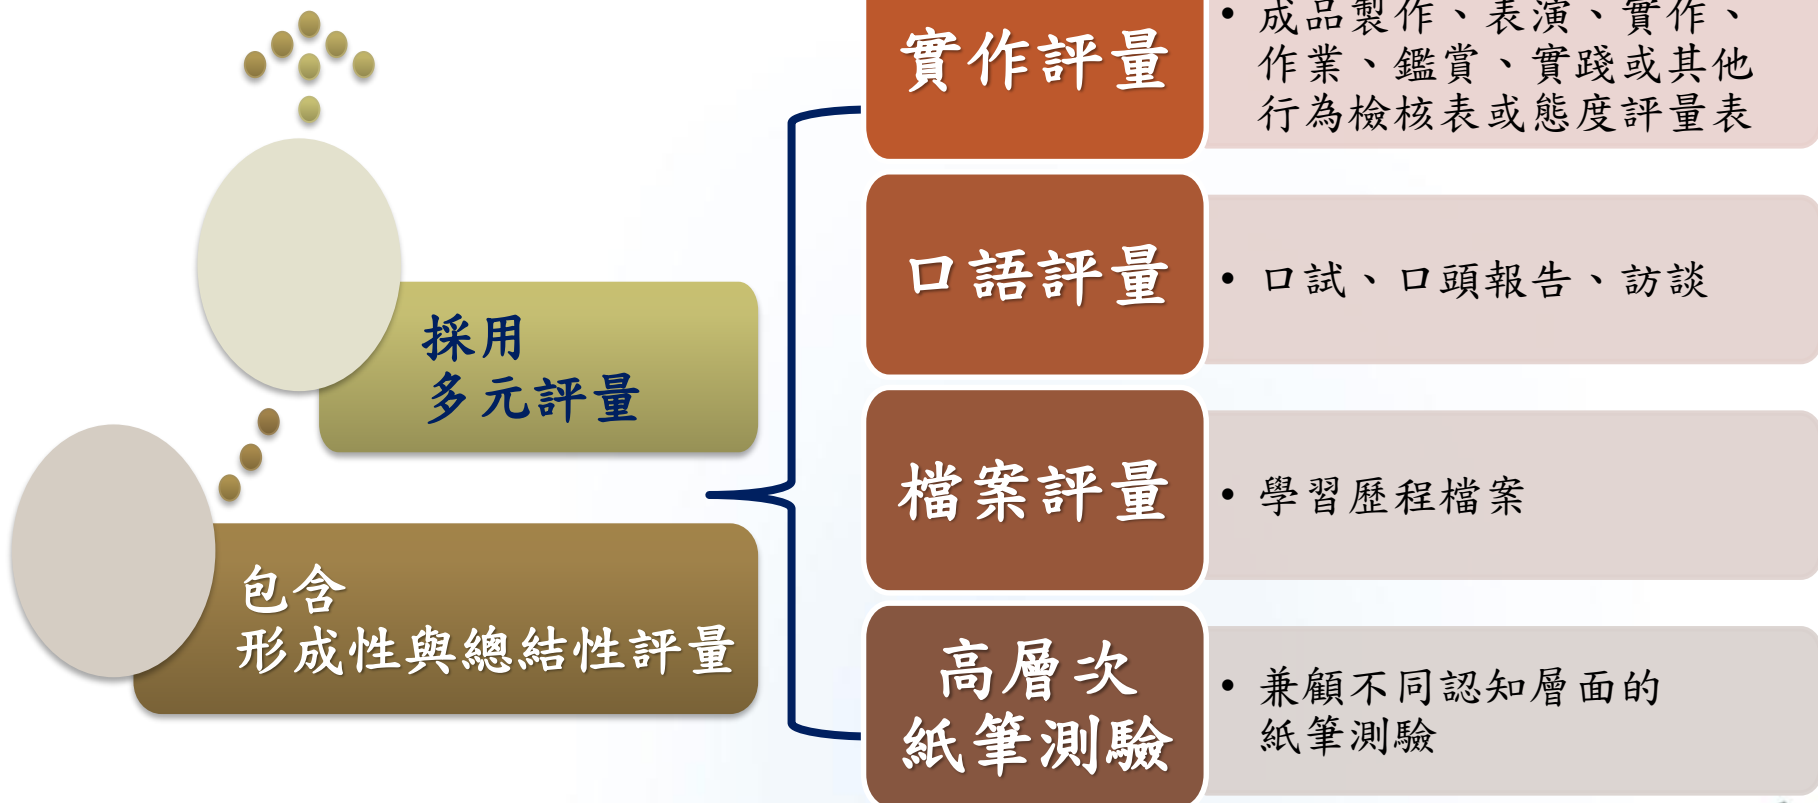 採用
多元評量
包含
形成性與總結性評量
實作評量
• 成品製作、表演、實作、
作業、鑑賞、實踐或其他
行為檢核表或態度評量表
口語評量
• 口試、口頭報告、訪談
檔案評量
• 學習歷程檔案
高層次
紙筆測驗
• 兼顧不同認知層面的
紙筆測驗